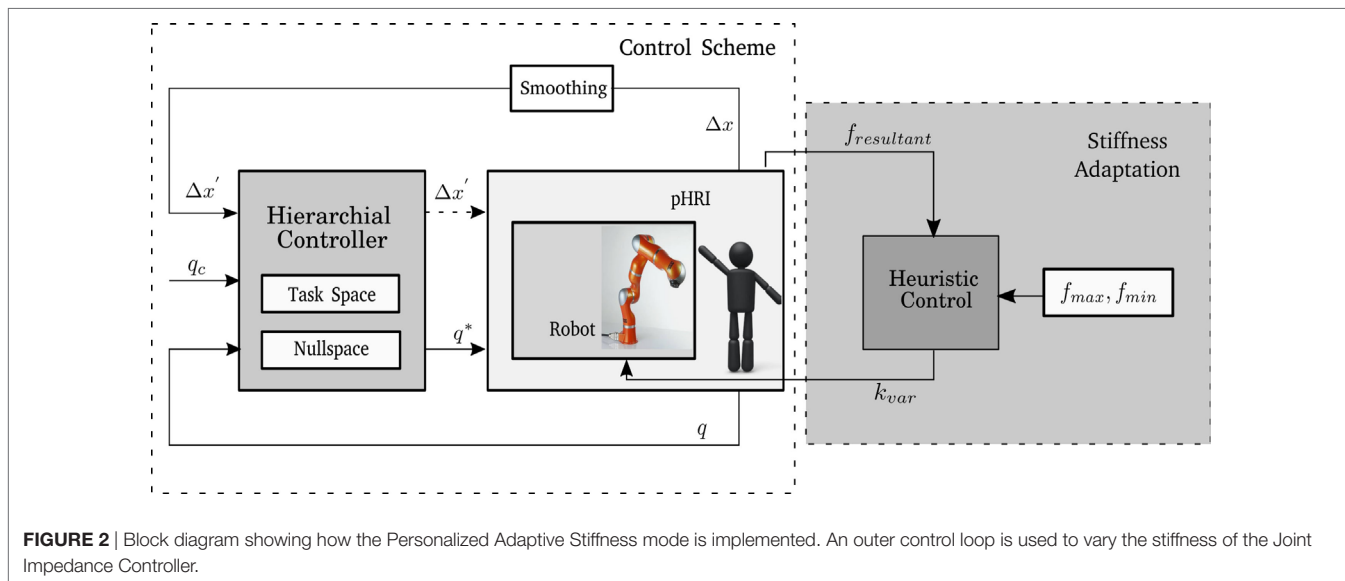 Control Scheme
Smoothing
Δx
f_resultant
Stiffness
Adaptation
Δx′
Δx′
pHRI
Hierarchial
Controller
q_c
Task Space
Nullspace
Robot
q*
Heuristic
Control
f_max, f_min
k_var
q
FIGURE 2 | Block diagram showing how the Personalized Adaptive Stiffness mode is implemented. An outer control loop is used to vary the stiffness of the Joint
Impedance Controller.